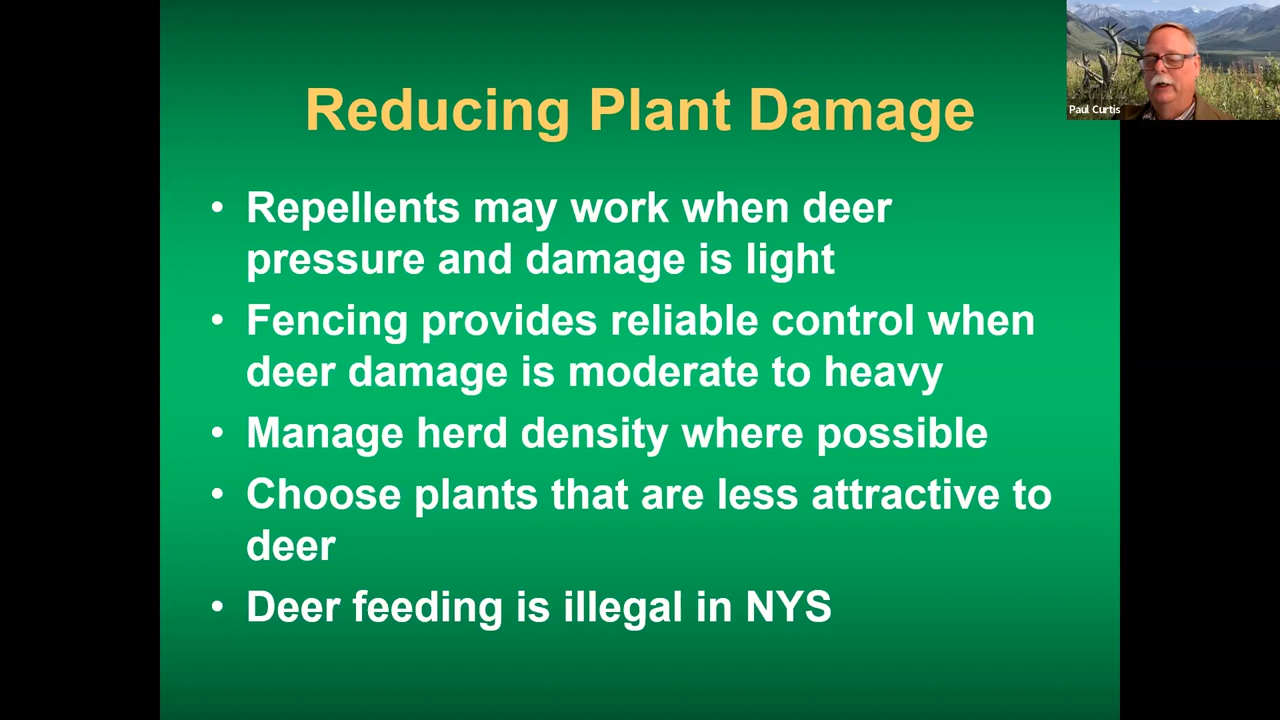 Reducing Plant Damage
Paul Curtis
• Repellents may work when deer
pressure and damage is light
• Fencing provides reliable control when
deer damage is moderate to heavy
• Manage herd density where possible
• Choose plants that are less attractive to
deer
• Deer feeding is illegal in NYS